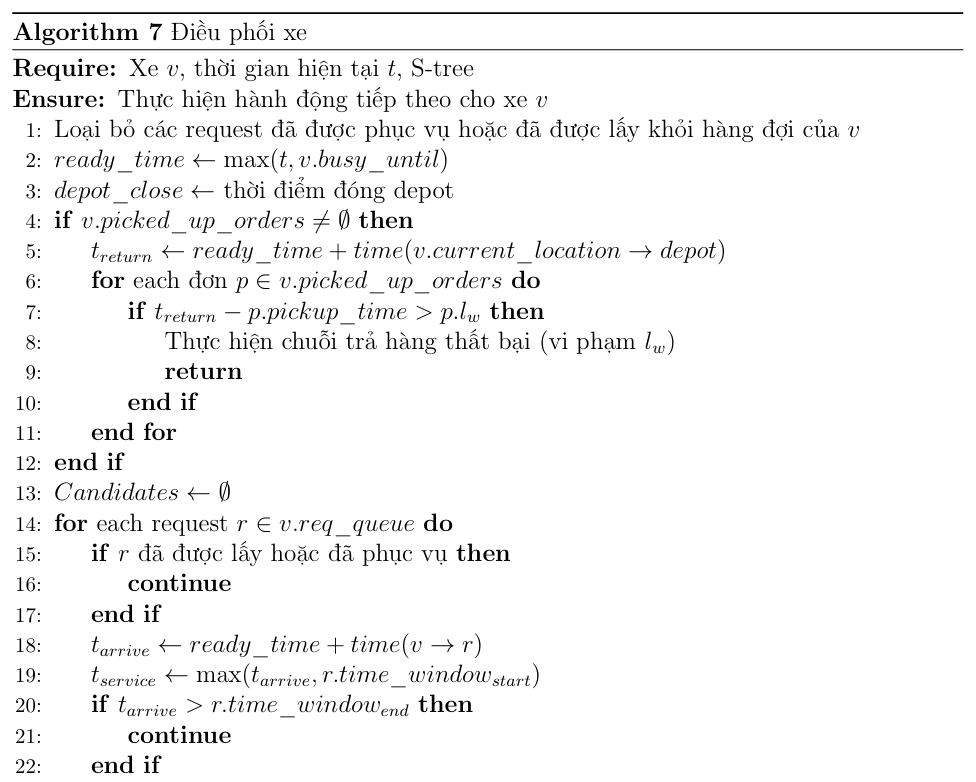 Algorithm 7 Điều phối xe
Require: Xe v, thời gian hiện tại t, S-tree
Ensure: Thực hiện hành động tiếp theo cho xe v
1: Loại bỏ các request đã được phục vụ hoặc đã được lấy khỏi hàng đợi của v
2: ready_time ← max(t, v.busy_until)
3: depot_close ← thời điểm đóng depot
4: if v.picked_up_orders ≠ ∅ then
5: t_return ← ready_time + time(v.current_location → depot)
6: for each đơn p ∈ v.picked_up_orders do
7: if t_return − p.pickup_time > p.l_w then
8: Thực hiện chuỗi trả hàng thất bại (vi phạm l_w)
9: return
10: end if
11: end for
12: end if
13: Candidates ← ∅
14: for each request r ∈ v.req_queue do
15: if r đã được lấy hoặc đã phục vụ then
16: continue
17: end if
18: t_arrive ← ready_time + time(v → r)
19: t_service ← max(t_arrive, r.time_window_start)
20: if t_arrive > r.time_window_end then
21: continue
22: end if